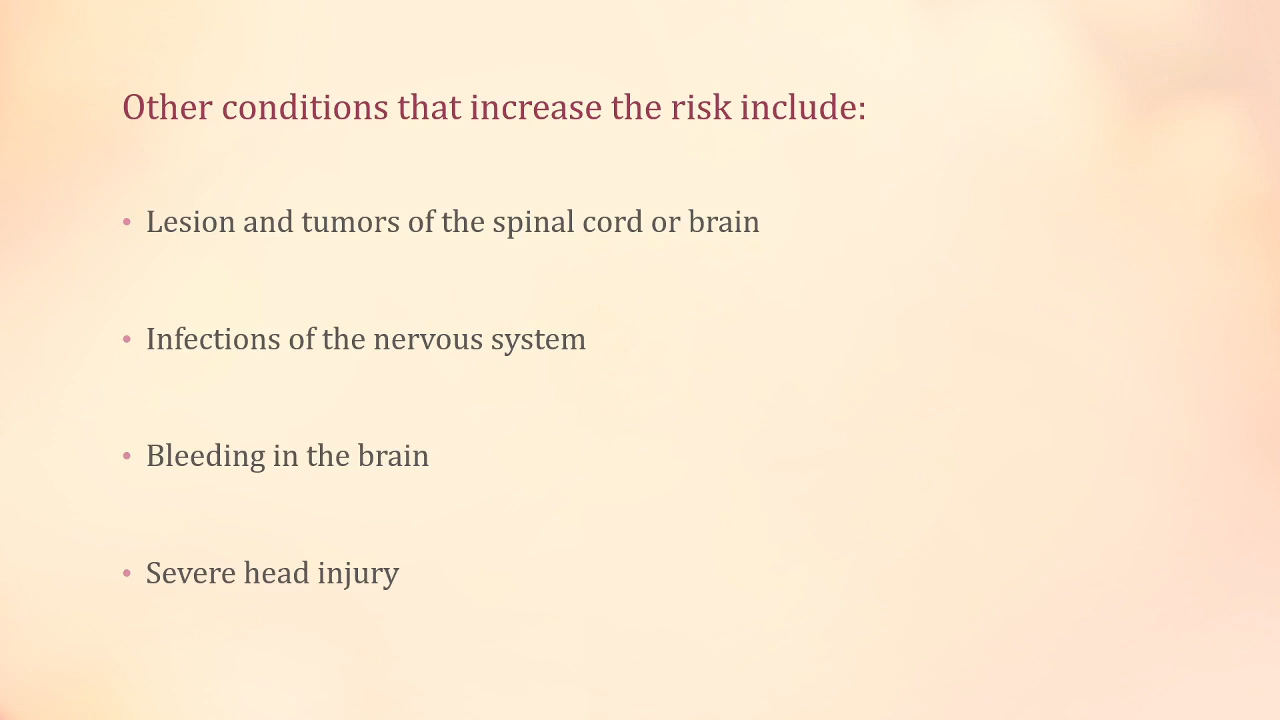 Other conditions that increase the risk include:
• Lesion and tumors of the spinal cord or brain
• Infections of the nervous system
• Bleeding in the brain
• Severe head injury